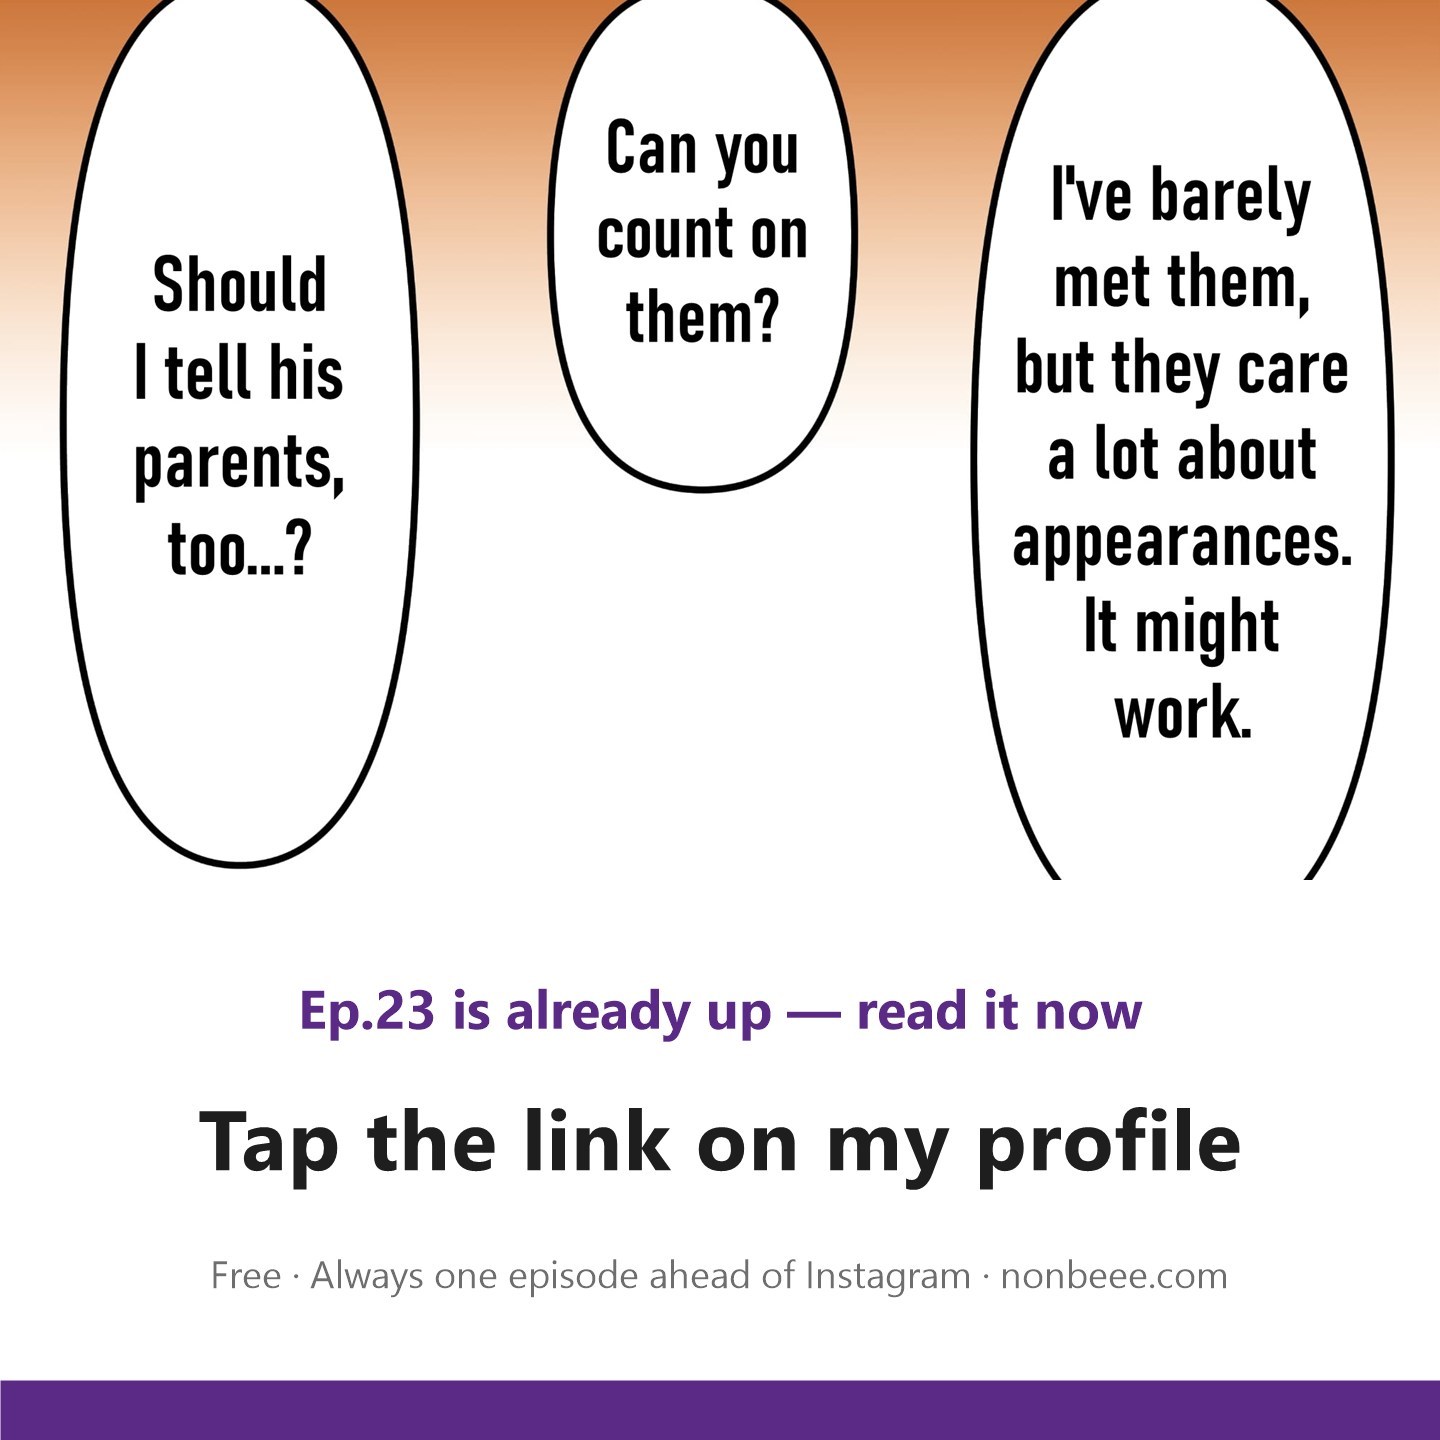 Should
I tell his
parents,
too...?
Can you
count on
them?
I've barely
met them,
but they care
a lot about
appearances.
It might
work.
Ep.23 is already up — read it now
Tap the link on my profile
Free · Always one episode ahead of Instagram · nonbeee.com